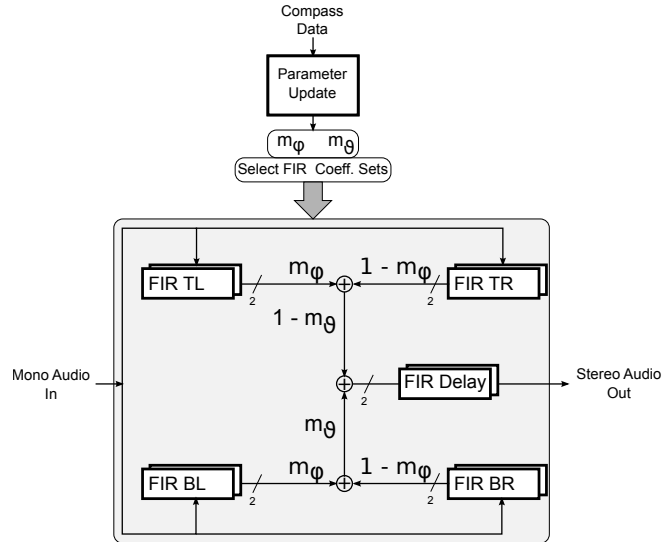 Compass
Data
Parameter
Update
mφ mϑ
Select FIR Coeff. Sets
FIR TL
2
mφ
1 - mφ
2
FIR TR
1 - mϑ
Mono Audio
In
2
FIR Delay
Stereo Audio
Out
mϑ
FIR BL
2
mφ
1 - mφ
2
FIR BR